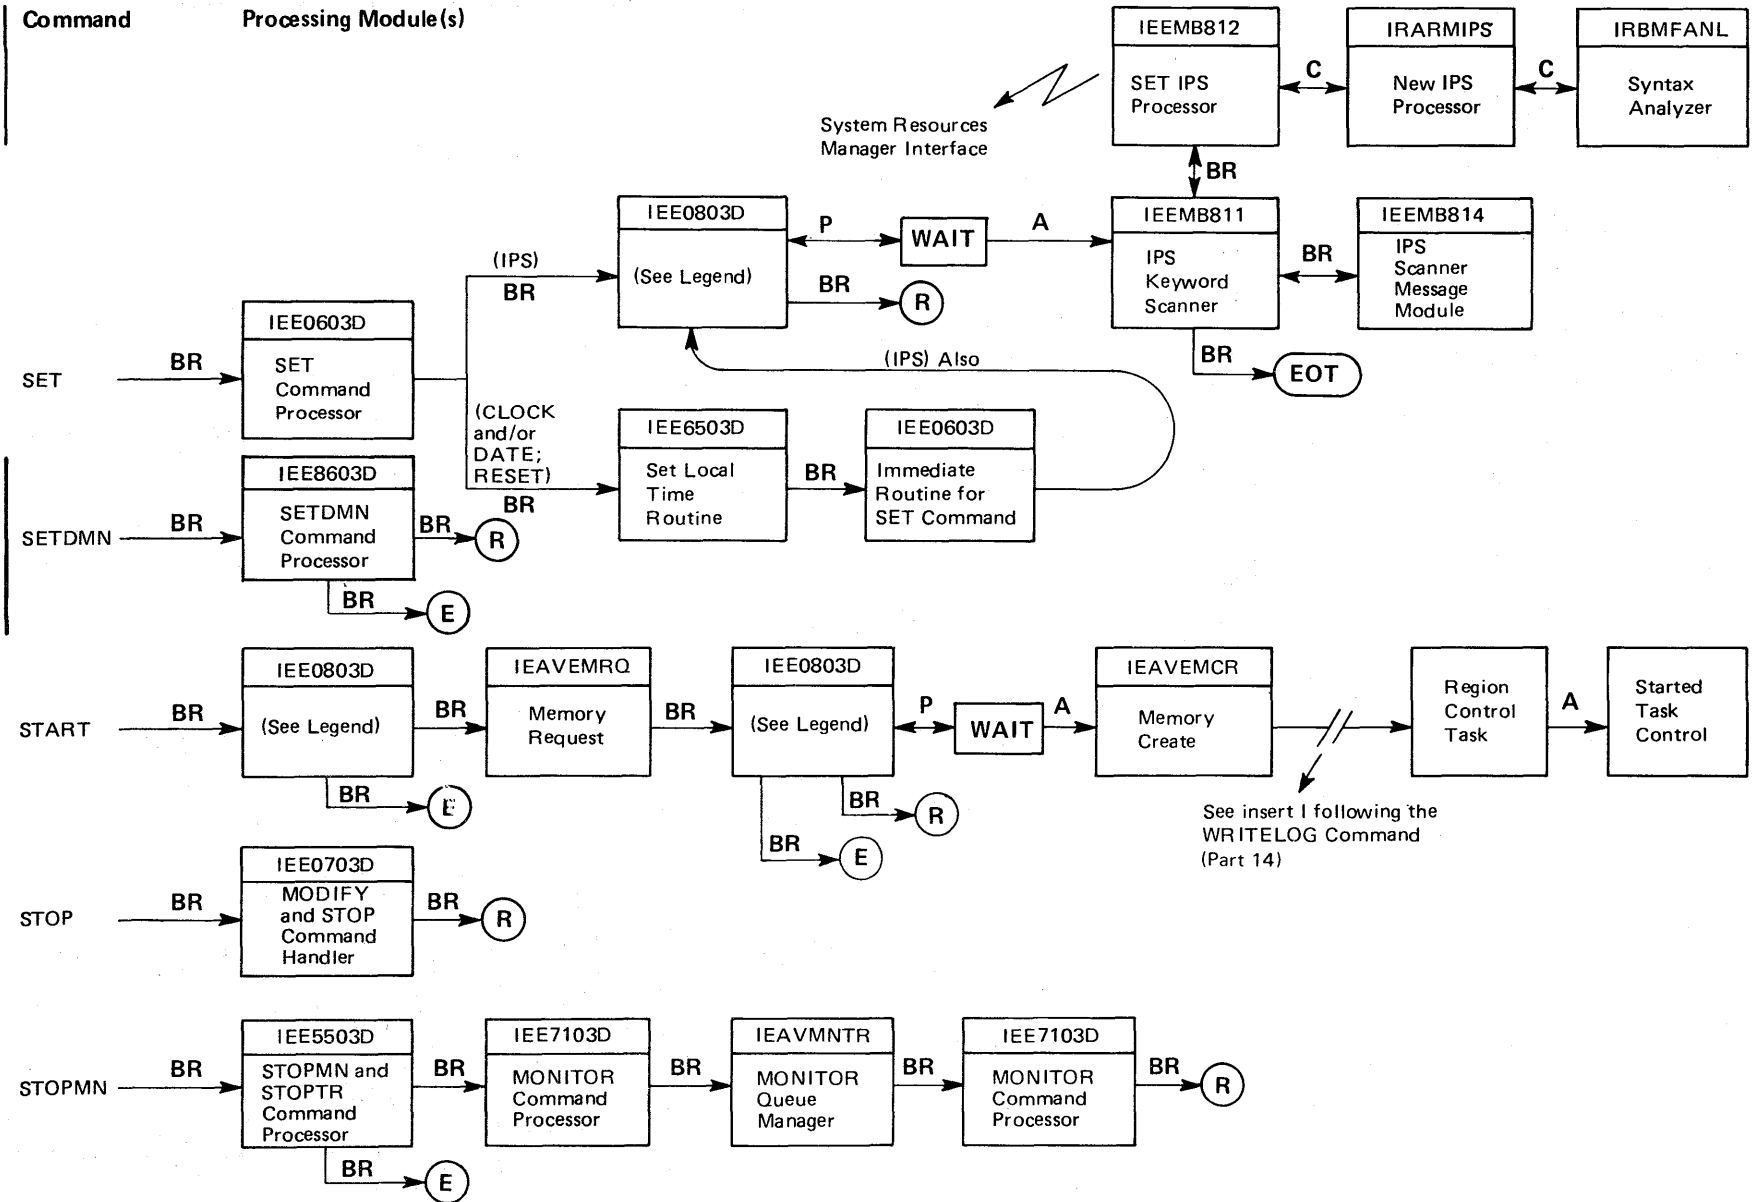 Command
Processing Module(s)
IEEMB812
SET IPS
Processor
C
IRARMIPS
New IPS
Processor
C
IRBMFANL
Syntax
Analyzer
System Resources
Manager Interface
BR
SET
BR
IEE0603D
SET
Command
Processor
(IPS)
BR
IEE0803D
(See Legend)
P
WAIT
A
BR
R
IEEMB811
IPS
Keyword
Scanner
BR
IEEMB814
IPS
Scanner
Message
Module
BR
EOT
(IPS) Also
(CLOCK
and/or
DATE;
RESET)
BR
IEE6503D
Set Local
Time
Routine
BR
IEE0603D
Immediate
Routine for
SET Command
SETDMN
BR
IEE8603D
SETDMN
Command
Processor
BR
R
BR
E
START
BR
IEE0803D
(See Legend)
BR
E
BR
IEAVEMRQ
Memory
Request
BR
IEE0803D
(See Legend)
P
WAIT
A
BR
R
BR
E
IEAVEMCR
Memory
Create
See insert I following the
WRITELOG Command
(Part 14)
Region
Control
Task
A
Started
Task
Control
STOP
BR
IEE0703D
MODIFY
and STOP
Command
Handler
BR
R
STOPMN
BR
IEE5503D
STOPMN and
STOPTR
Command
Processor
BR
E
BR
IEE7103D
MONITOR
Command
Processor
BR
IEAVMNTR
MONITOR
Queue
Manager
BR
IEE7103D
MONITOR
Command
Processor
BR
R